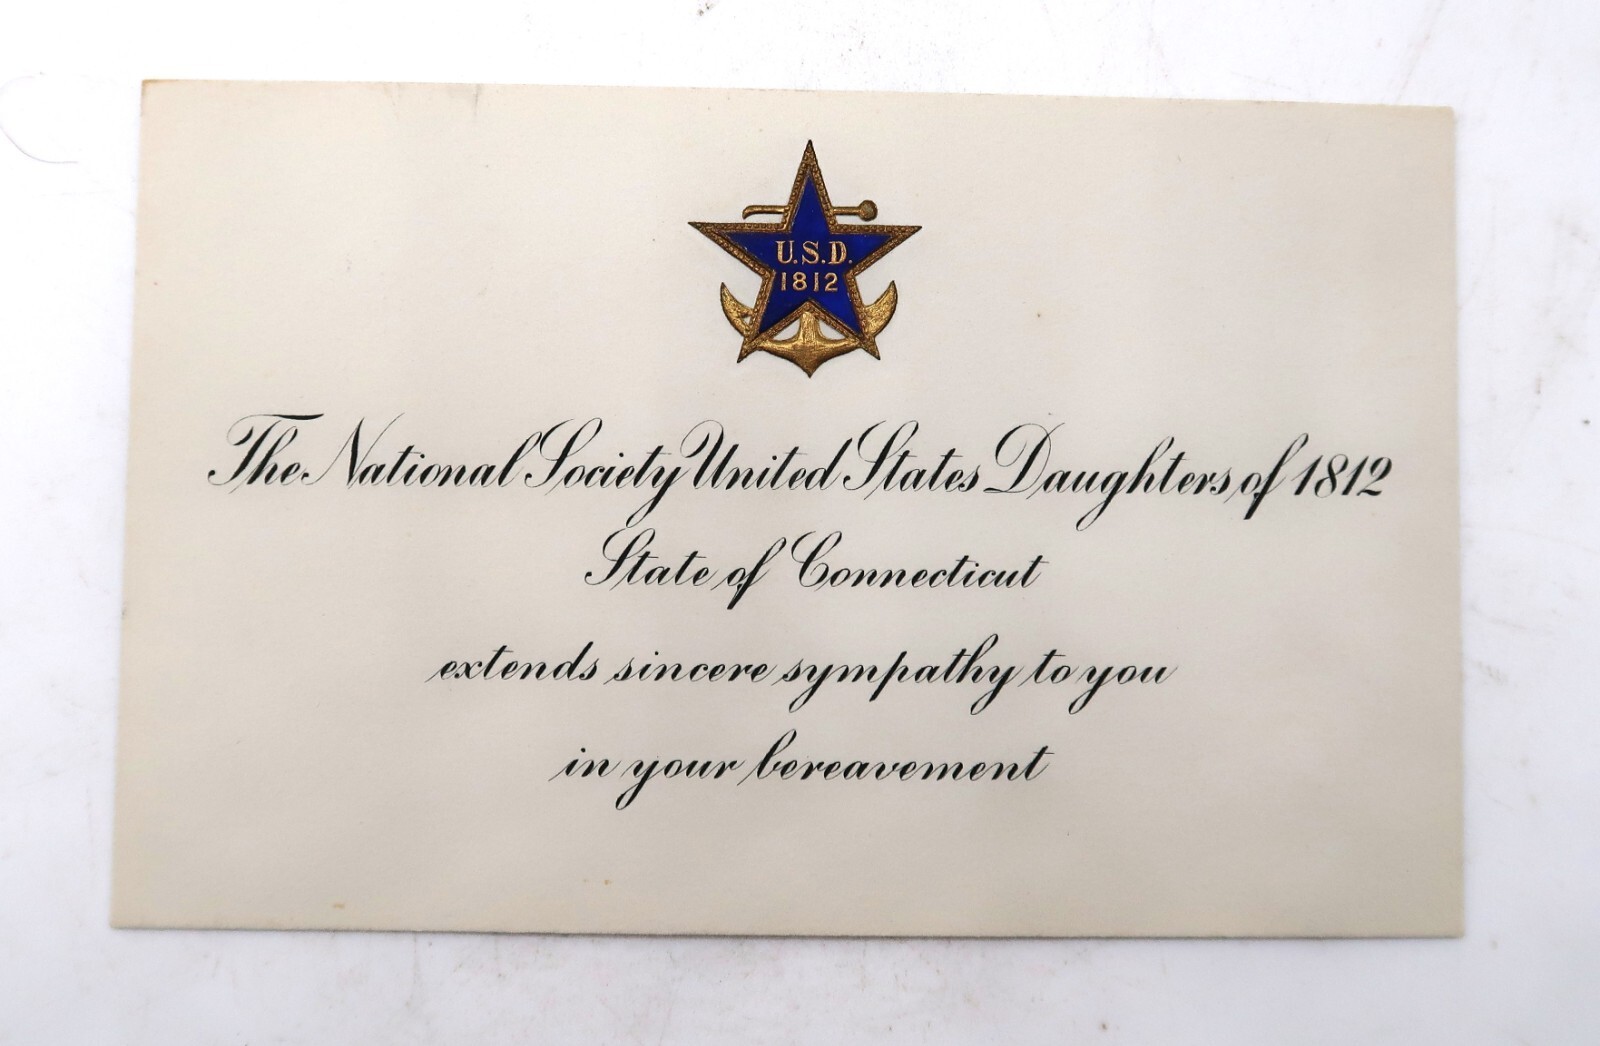 U.S.D.
1812
The National Society United States Daughters of 1812
State of Connecticut
extends sincere sympathy to you
in your bereavement